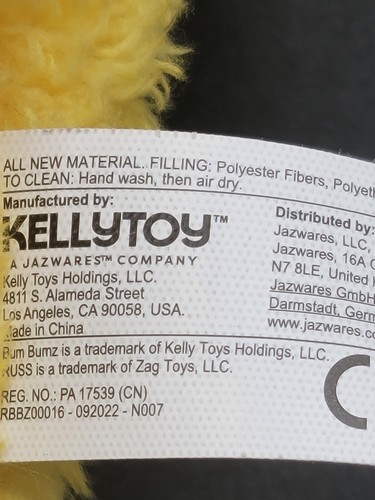 ALL NEW MATERIAL. FILLING: Polyester Fibers,
TO CLEAN: Hand wash, then air dry.
Manufactured by:
KELLYTOY™
A JAZWARES™ COMPANY
Kelly Toys Holdings, LLC.
4811 S. Alameda Street
Los Angeles, CA 90058, USA.
Made in China
Distributed by:
Jazwares, LLC,
Jazwares, 16A
N7 8LE, United
Jazwares GmbH
Darmstadt,
www.jazwares.co
Bum Bumz is a trademark of Kelly Toys Holdings, LLC.
RUSS is a trademark of Zag Toys, LLC.
REG. NO.: PA 17539 (CN)
RBBZ00016 - 092022 - N007